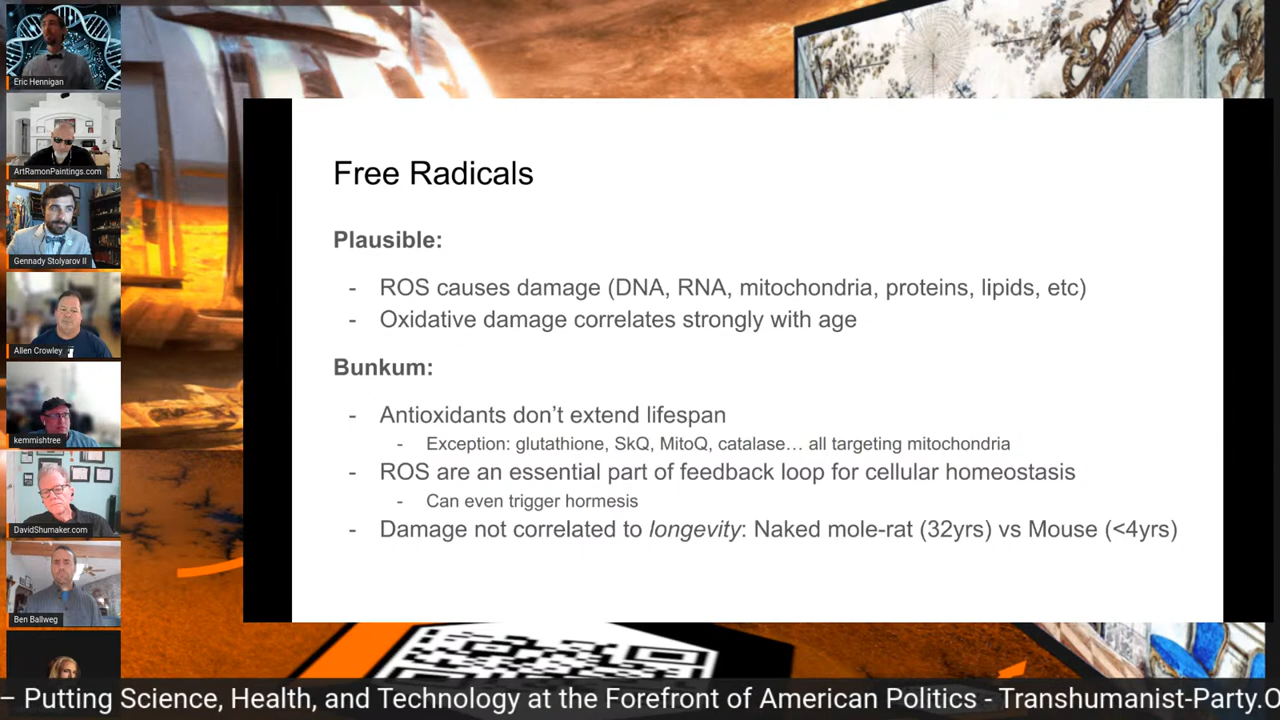 Eric Hennigan
ArtRamonPaintings.com
Gennady Stolyarov II
Allen Crowley
kemmishtree
DavidShumaker.com
Ben Ballweg
Free Radicals
Plausible:
- ROS causes damage (DNA, RNA, mitochondria, proteins, lipids, etc)
- Oxidative damage correlates strongly with age
Bunkum:
- Antioxidants don’t extend lifespan
- Exception: glutathione, SkQ, MitoQ, catalase… all targeting mitochondria
- ROS are an essential part of feedback loop for cellular homeostasis
- Can even trigger hormesis
- Damage not correlated to longevity: Naked mole-rat (32yrs) vs Mouse (<4yrs)
– Putting Science, Health, and Technology at the Forefront of American Politics - Transhumanist-Party.O